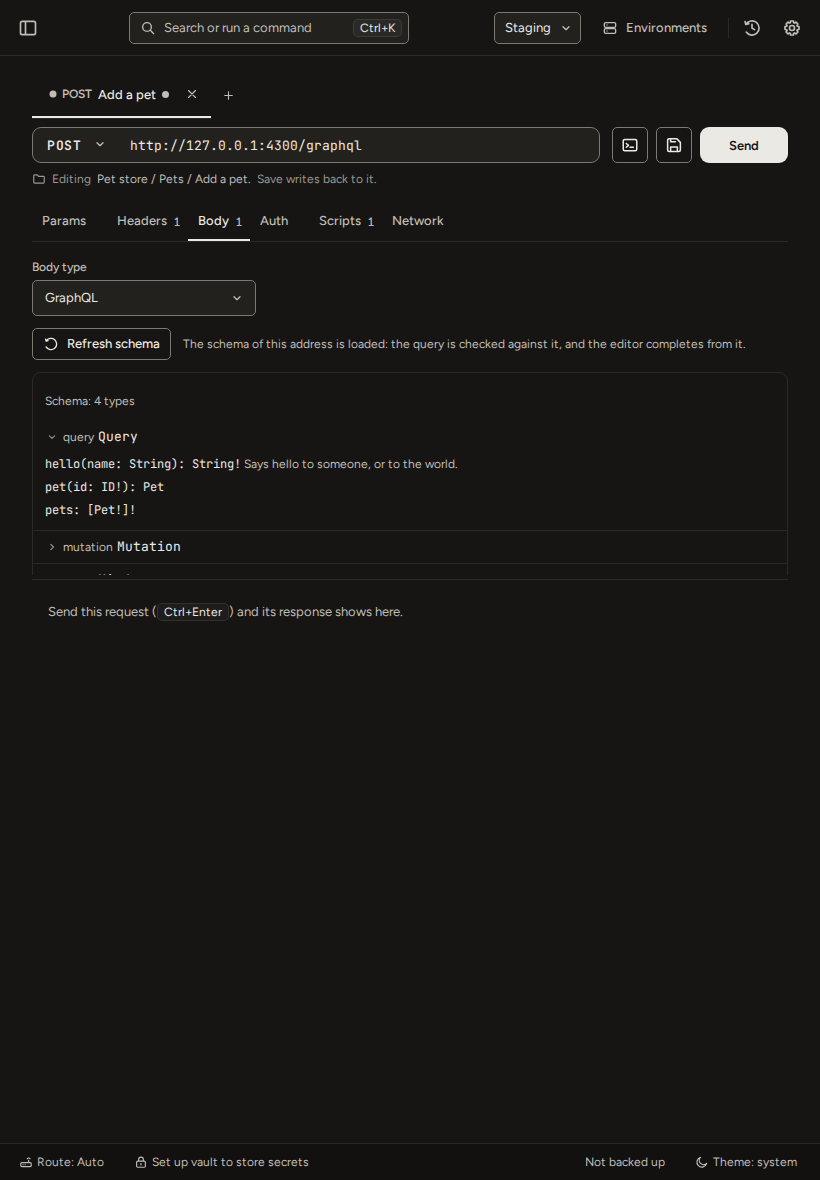 Search or run a command Ctrl+K Staging Environments
POST Add a pet
POST http://127.0.0.1:4300/graphql Send
Editing Pet store / Pets / Add a pet. Save writes back to it.
Params Headers 1 Body 1 Auth Scripts 1 Network
Body type
GraphQL
Refresh schema The schema of this address is loaded: the query is checked against it, and the editor completes from it.
Schema: 4 types
query Query
hello(name: String): String! Says hello to someone, or to the world.
pet(id: ID!): Pet
pets: [Pet!]!
mutation Mutation
Send this request (Ctrl+Enter) and its response shows here.
Route: Auto Set up vault to store secrets Not backed up Theme: system